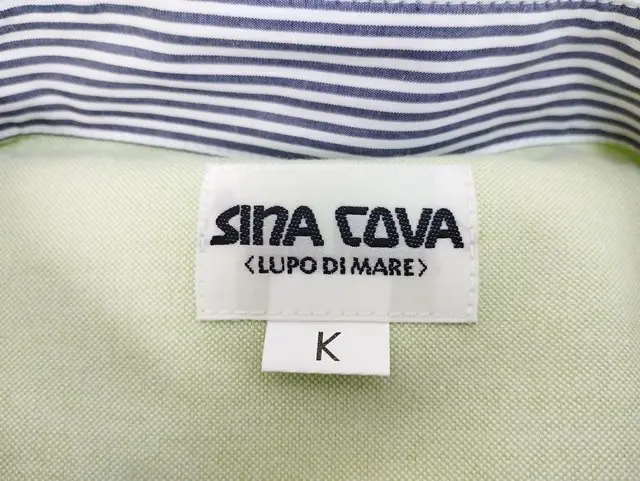 SINA COVA
<LUPO DI MARE>
K